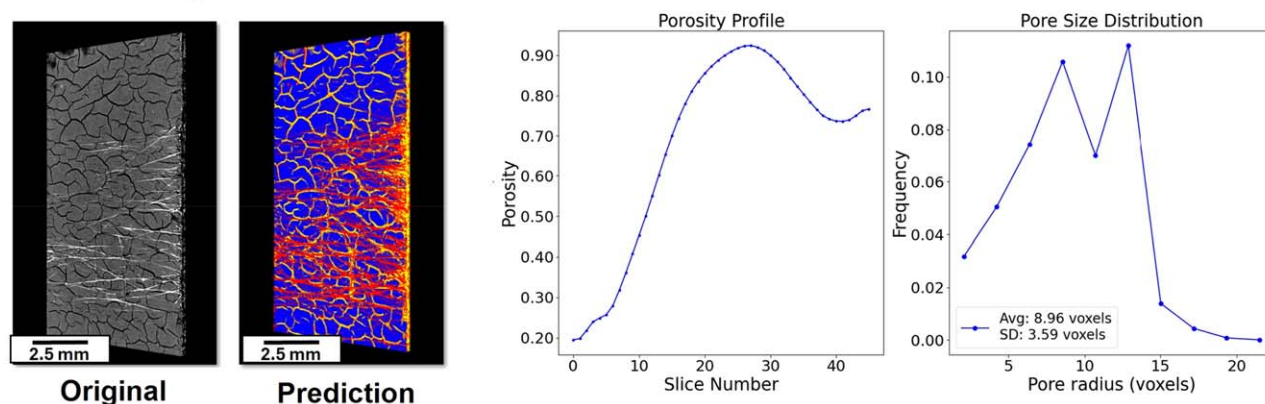 2.5 mm
Original
2.5 mm
Prediction
Porosity Profile
Porosity
0.90
0.80
0.70
0.60
0.50
0.40
0.30
0.20
0
10
20
30
40
Slice Number
Pore Size Distribution
Frequency
0.10
0.08
0.06
0.04
0.02
0.00
Avg: 8.96 voxels
SD: 3.59 voxels
5
10
15
20
Pore radius (voxels)